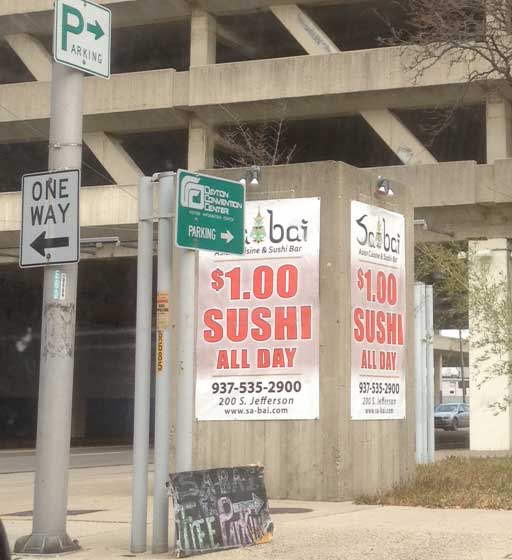 P
PARKING
ONE
WAY
DAYTON
CONVENTION
CENTER
PARKING
bai
Cuisine & Sushi Bar
$1.00
SUSHI
ALL DAY
937-535-2900
200 S. Jefferson
www.sa-bai.com
Sa bai
Asian Cuisine & Sushi Bar
$1.00
SUSHI
ALL DAY
937-535-2900
200 S. Jefferson
www.sa-bai.com
PARKING